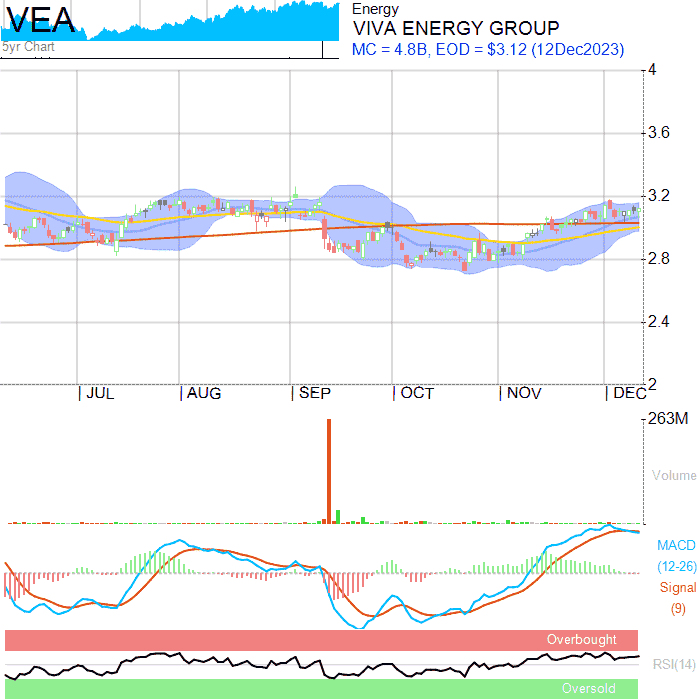 VEA
5yr Chart
Energy
VIVA ENERGY GROUP
MC = 4.8B, EOD = $3.12 (12Dec2023)
4
3.6
3.2
2.8
2.4
2
| JUL | AUG | SEP | OCT | NOV | DEC
263M
Volume
MACD
(12-26)
Signal
(9)
Overbought
RSI(14)
Oversold